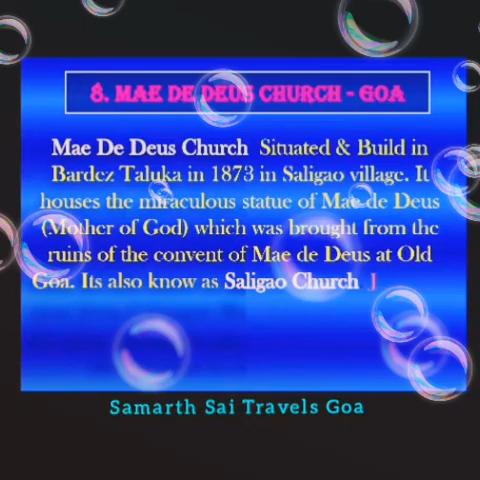 8. MAE DE DEUS CHURCH - GOA
Mae De Deus Church Situated & Build in
Bardez Taluka in 1873 in Saligao village. It
houses the miraculous statue of Mae de Deus
(Mother of God) which was brought from the
ruins of the convent of Mae de Deus at Old
Goa. Its also know as Saligao Church J
Samarth Sai Travels Goa